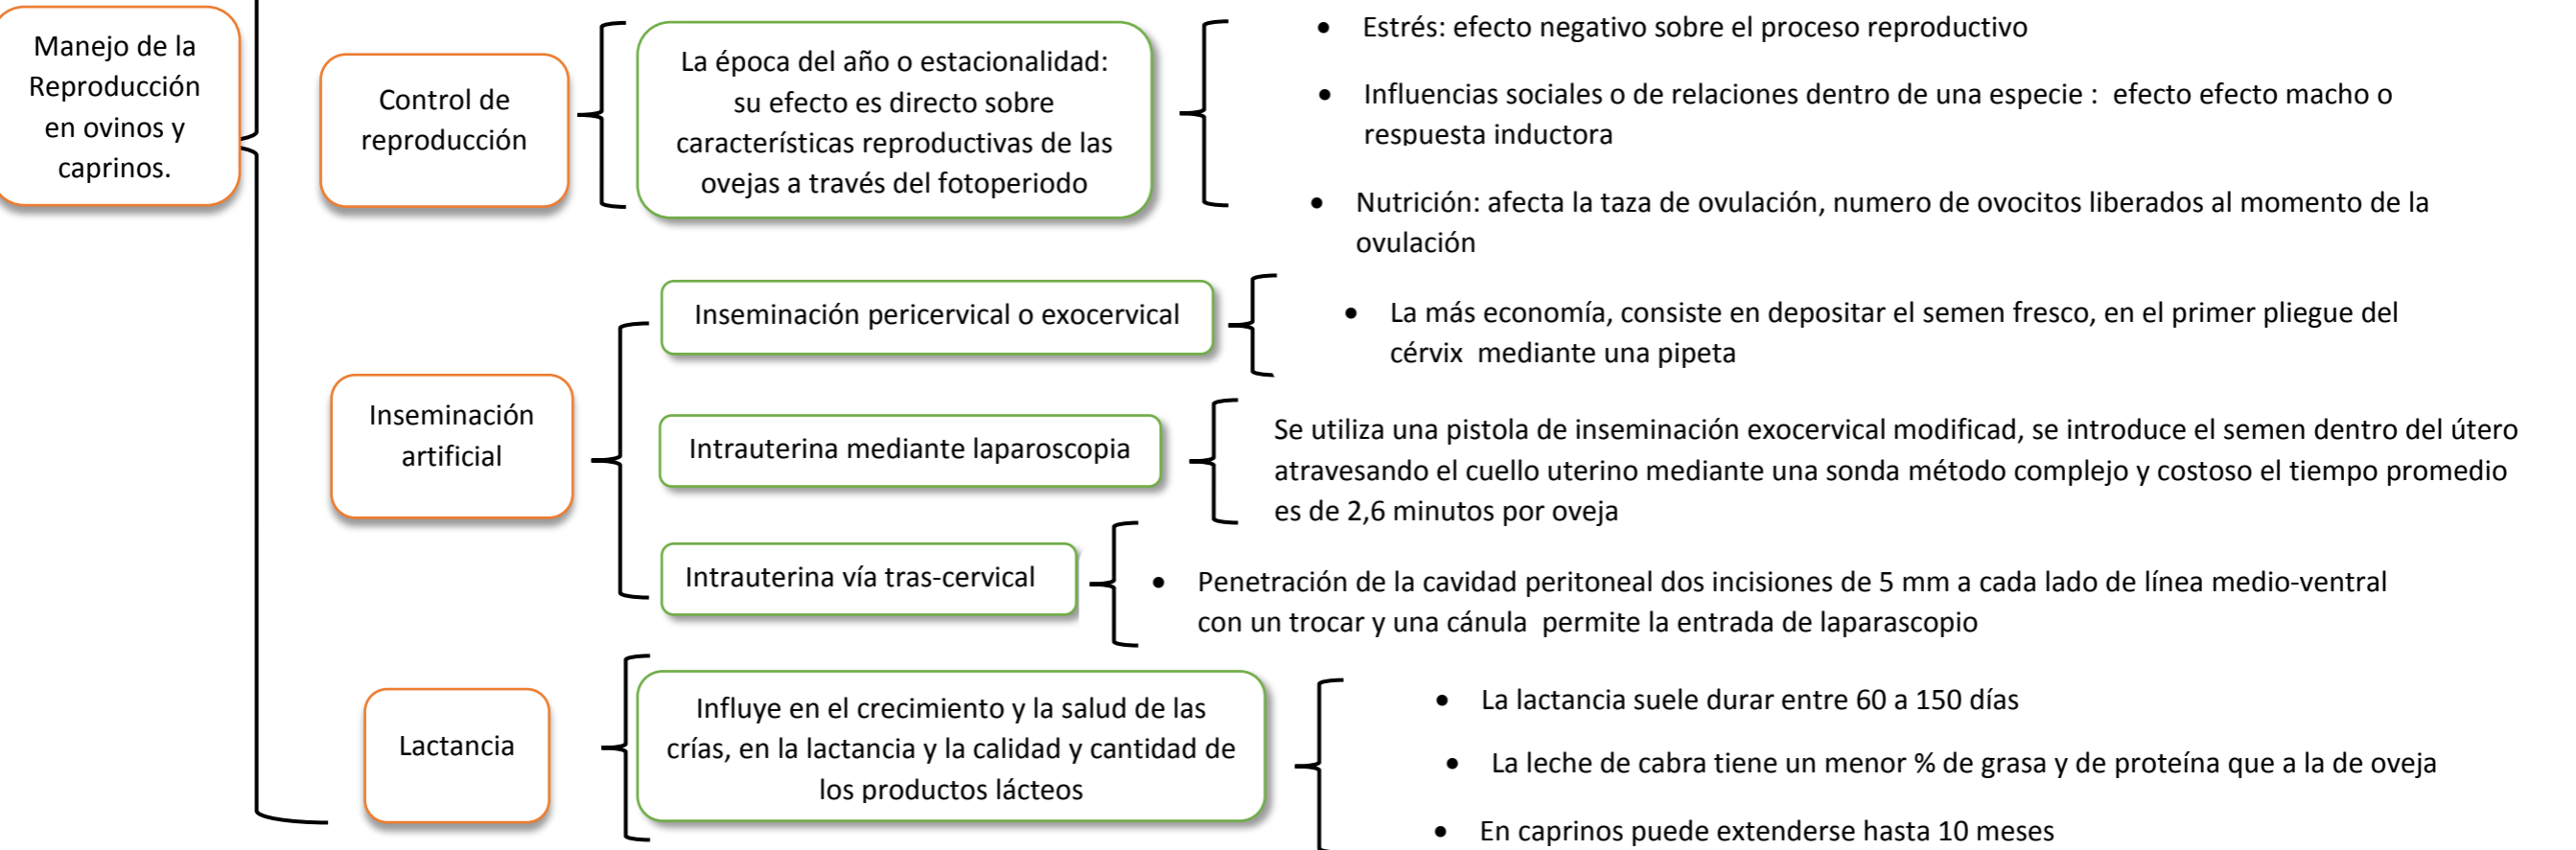 Manejo de la
Reproducción
en ovinos y
caprinos.
Control de
reproducción
La época del año o estacionalidad:
su efecto es directo sobre
características reproductivas de las
ovejas a través del fotoperiodo
• Estrés: efecto negativo sobre el proceso reproductivo
• Influencias sociales o de relaciones dentro de una especie : efecto efecto macho o
respuesta inductora
• Nutrición: afecta la taza de ovulación, numero de ovocitos liberados al momento de la
ovulación
Inseminación
artificial
Inseminación pericervical o exocervical
• La más economía, consiste en depositar el semen fresco, en el primer pliegue del
cérvix mediante una pipeta
Intrauterina mediante laparoscopia
Se utiliza una pistola de inseminación exocervical modificad, se introduce el semen dentro del útero
atravesando el cuello uterino mediante una sonda método complejo y costoso el tiempo promedio
es de 2,6 minutos por oveja
Intrauterina vía tras-cervical
• Penetración de la cavidad peritoneal dos incisiones de 5 mm a cada lado de línea medio-ventral
con un trocar y una cánula permite la entrada de laparascopio
Lactancia
Influye en el crecimiento y la salud de las
crías, en la lactancia y la calidad y cantidad de
los productos lácteos
• La lactancia suele durar entre 60 a 150 días
• La leche de cabra tiene un menor % de grasa y de proteína que a la de oveja
• En caprinos puede extenderse hasta 10 meses